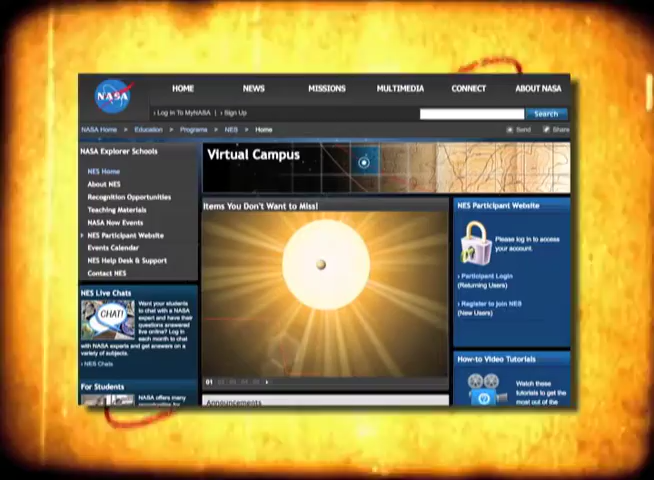 NASA
HOME NEWS MISSIONS MULTIMEDIA CONNECT ABOUT NASA
› Log In To MyNASA | › Sign Up
Search
NASA Home > Education > Programs > NES > Home
Send Share
NASA Explorer Schools
NES Home
About NES
Recognition Opportunities
Teaching Materials
NASA Now Events
NES Participant Website
Events Calendar
NES Help Desk & Support
Contact NES
NES Live Chats
CHAT!
Want your students
to chat with a NASA
expert and have their
questions answered
live online? Log in
each month to chat
with NASA experts and get answers on a
variety of subjects.
› NES Chats
For Students
NASA offers many
opportunities for
Virtual Campus
Items You Don't Want to Miss!
01 02 03 04 05
Announcements
NES Participant Website
Please log in to access
your account.
› Participant Login
(Returning Users)
› Register to join NES
(New Users)
How-to Video Tutorials
Watch these
tutorials to get the
most out of the